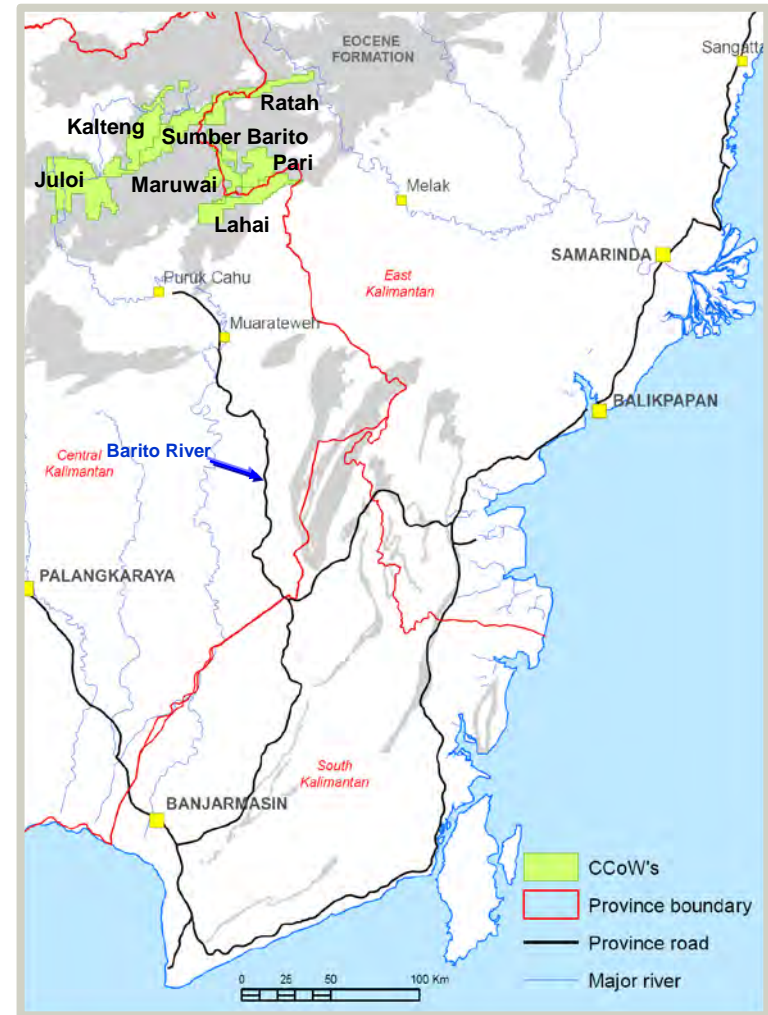 EOCENE
FORMATION
Sangatta
Ratah
Kalteng
Sumber Barito
Pari
Juloi
Maruwai
Melak
Lahai
SAMARINDA
East
Kalimantan
Puruk Cahu
Muarateweh
BALIKPAPAN
Central
Kalimantan
Barito River
PALANGKARAYA
South
Kalimantan
BANJARMASIN
CCoW's
Province boundary
Province road
Major river
0 25 50 100 Km